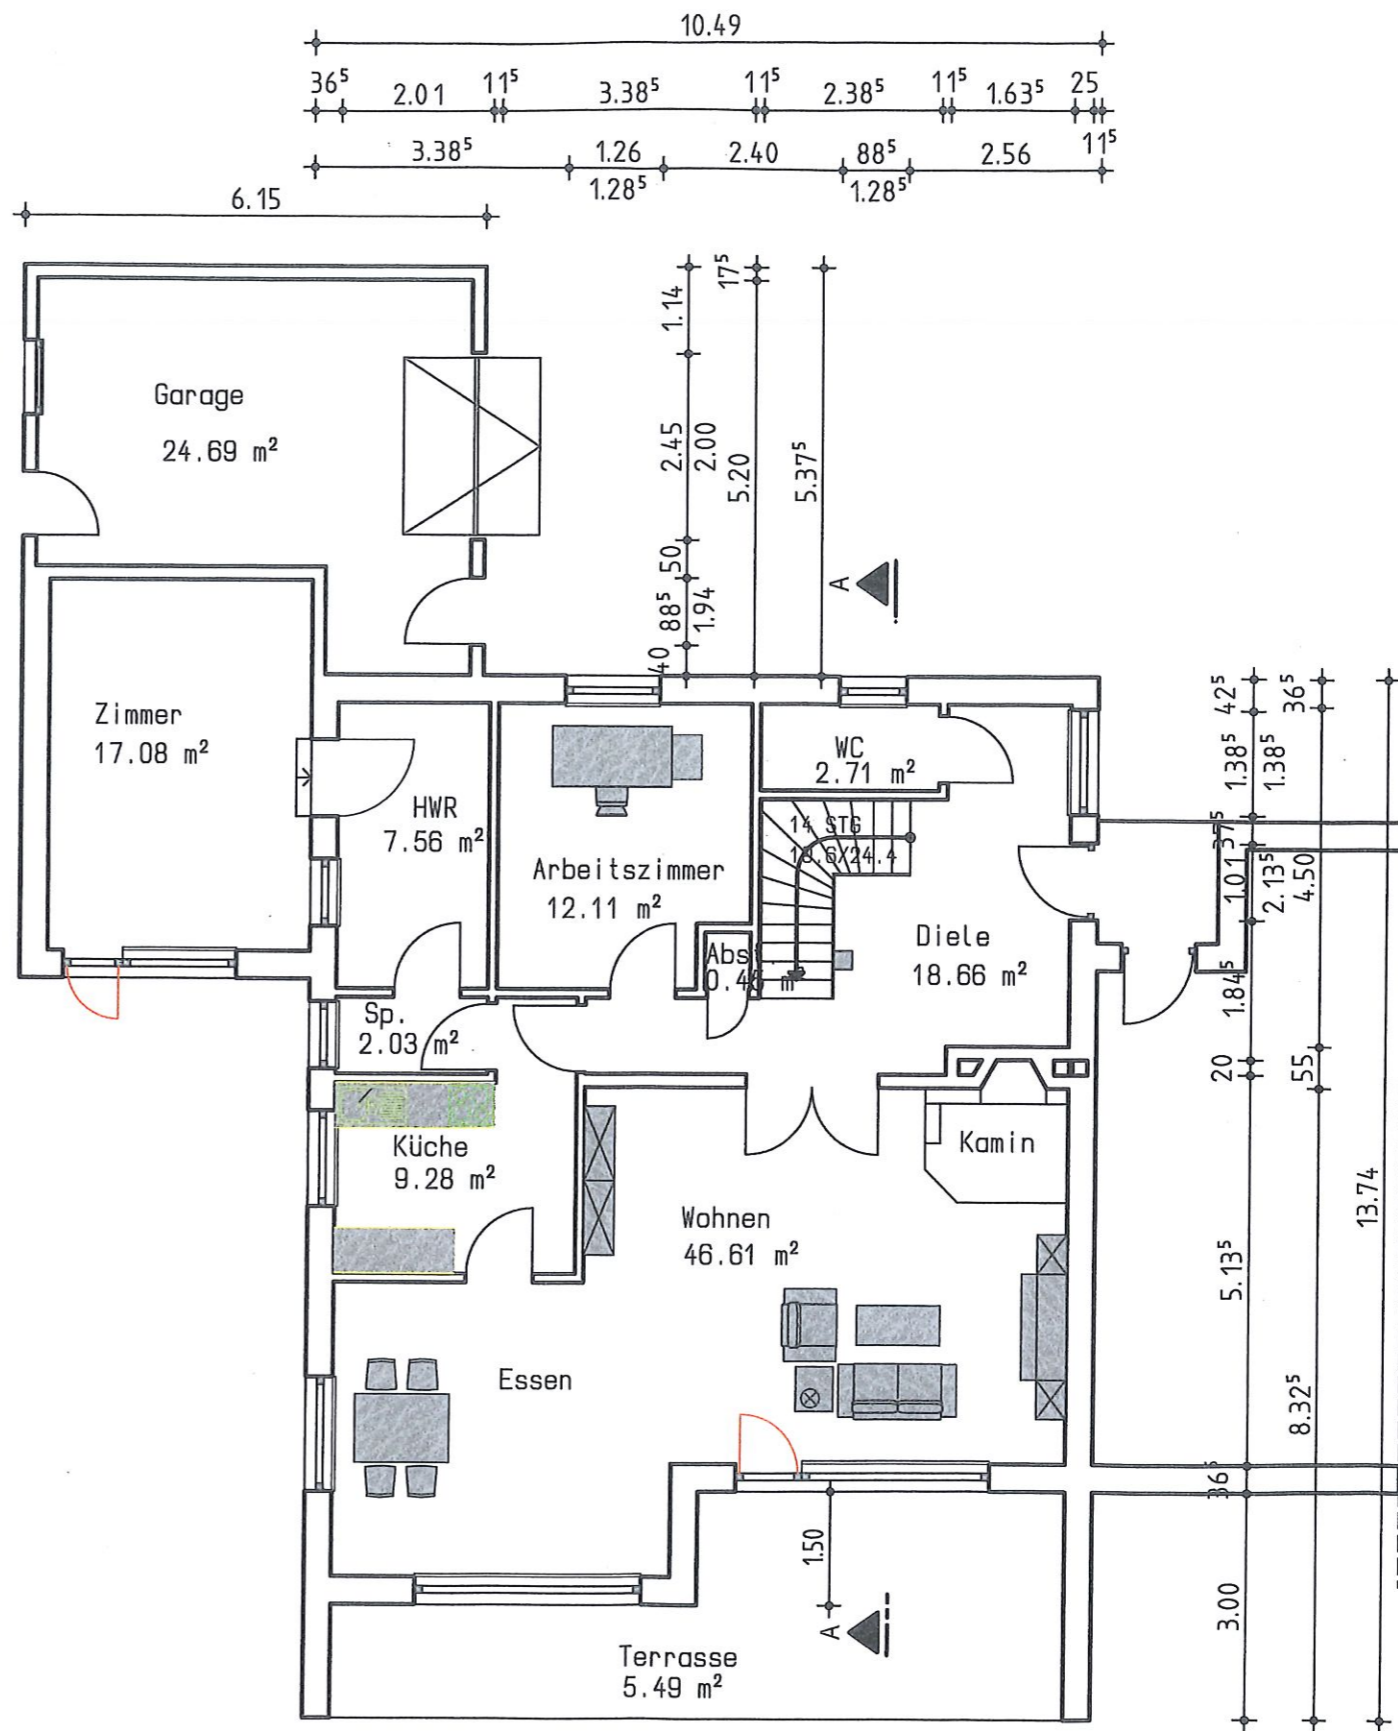 10.49
36⁵ 2.01 11⁵ 3.38⁵ 11⁵ 2.38⁵ 11⁵ 1.63⁵ 25
3.38⁵ 1.26 2.40 88⁵ 2.56 11⁵
1.28⁵ 1.28⁵
6.15
1.14
17⁵
2.45
2.00
5.20
5.37⁵
50
88⁵
1.94
40
A
Garage
24.69 m²
Zimmer
17.08 m²
HWR
7.56 m²
Arbeitszimmer
12.11 m²
WC
2.71 m²
14 STG
Diele
18.66 m²
Abs
Sp.
2.03 m²
Küche
9.28 m²
Kamin
Wohnen
46.61 m²
Essen
Terrasse
5.49 m²
1.50
A
42⁵
36⁵
1.38⁵
1.38⁵
37⁵
1.01
2.13⁵
4.50
1.84⁵
20
55
5.13⁵
13.74
8.32⁵
36⁵
3.00